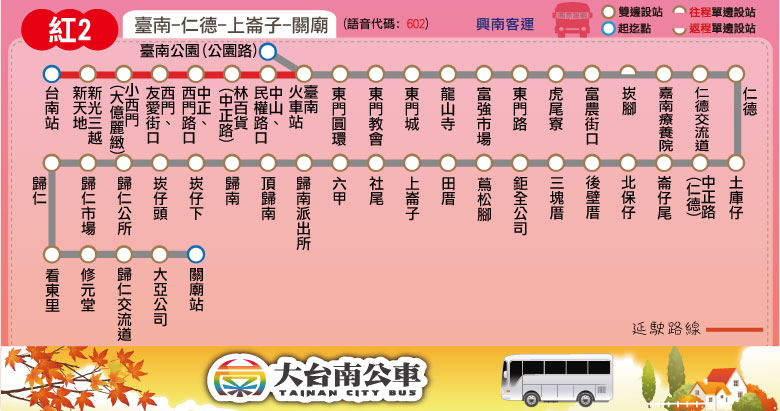 紅2
臺南-仁德-上崙子-關廟
(語音代碼: 602)
興南客運
雙邊設站
往程單邊設站
起迄點
返程單邊設站
臺南公園(公園路)
台南站
新光三越
新天地
小西門
(大億麗緻)
西門、
友愛街口
中正、
西門路口
林百貨
(中正路)
中山、
民權路口
臺南
火車站
東門圓環
東門教會
東門城
龍山寺
富強市場
東門路
虎尾寮
富農街口
崁腳
嘉南療養院
仁德交流道
仁德
歸仁
歸仁市場
歸仁公所
崁仔頭
崁仔下
歸南
頂歸南
歸南派出所
六甲
社尾
上崙子
田厝
蔦松腳
鉅全公司
三塊厝
後壁厝
北保仔
崙仔尾
中正路
(仁德)
土庫仔
看東里
修元堂
歸仁交流道
大亞公司
關廟站
延駛路線
大台南公車
TAINAN CITY BUS